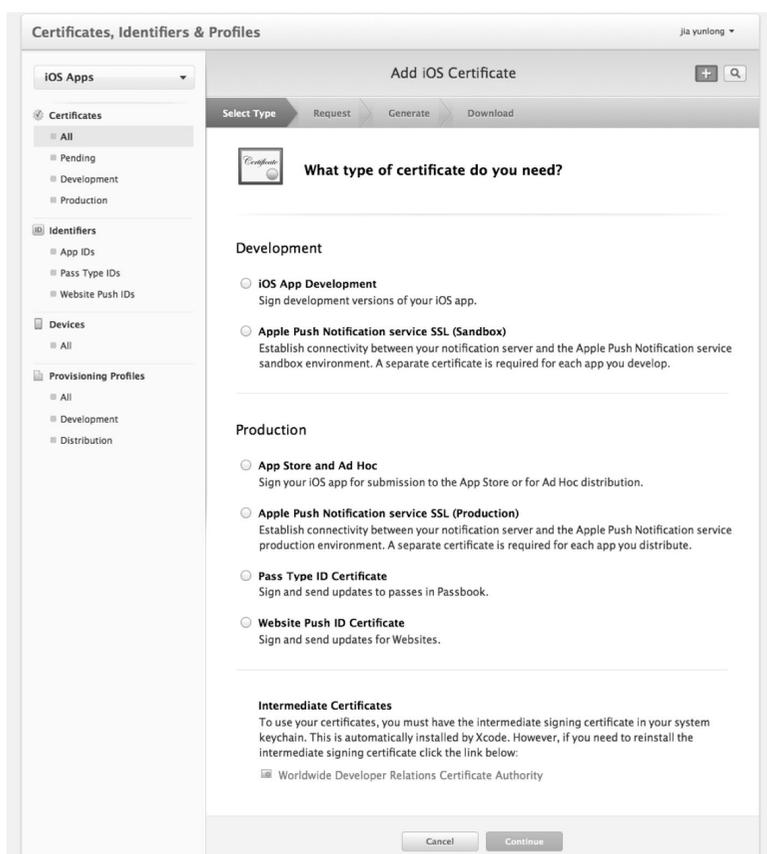 Certificates, Identifiers & Profiles
jia yunlong
iOS Apps
Certificates
All
Pending
Development
Production
Identifiers
App IDs
Pass Type IDs
Website Push IDs
Devices
All
Provisioning Profiles
All
Development
Distribution
Add iOS Certificate
Select Type
Request
Generate
Download
Certificate
What type of certificate do you need?
Development
iOS App Development
Sign development versions of your iOS app.
Apple Push Notification service SSL (Sandbox)
Establish connectivity between your notification server and the Apple Push Notification service
sandbox environment. A separate certificate is required for each app you develop.
Production
App Store and Ad Hoc
Sign your iOS app for submission to the App Store or for Ad Hoc distribution.
Apple Push Notification service SSL (Production)
Establish connectivity between your notification server and the Apple Push Notification service
production environment. A separate certificate is required for each app you distribute.
Pass Type ID Certificate
Sign and send updates to passes in Passbook.
Website Push ID Certificate
Sign and send updates for Websites.
Intermediate Certificates
To use your certificates, you must have the intermediate signing certificate in your system
keychain. This is automatically installed by Xcode. However, if you need to reinstall the
intermediate signing certificate click the link below:
Worldwide Developer Relations Certificate Authority
Cancel
Continue